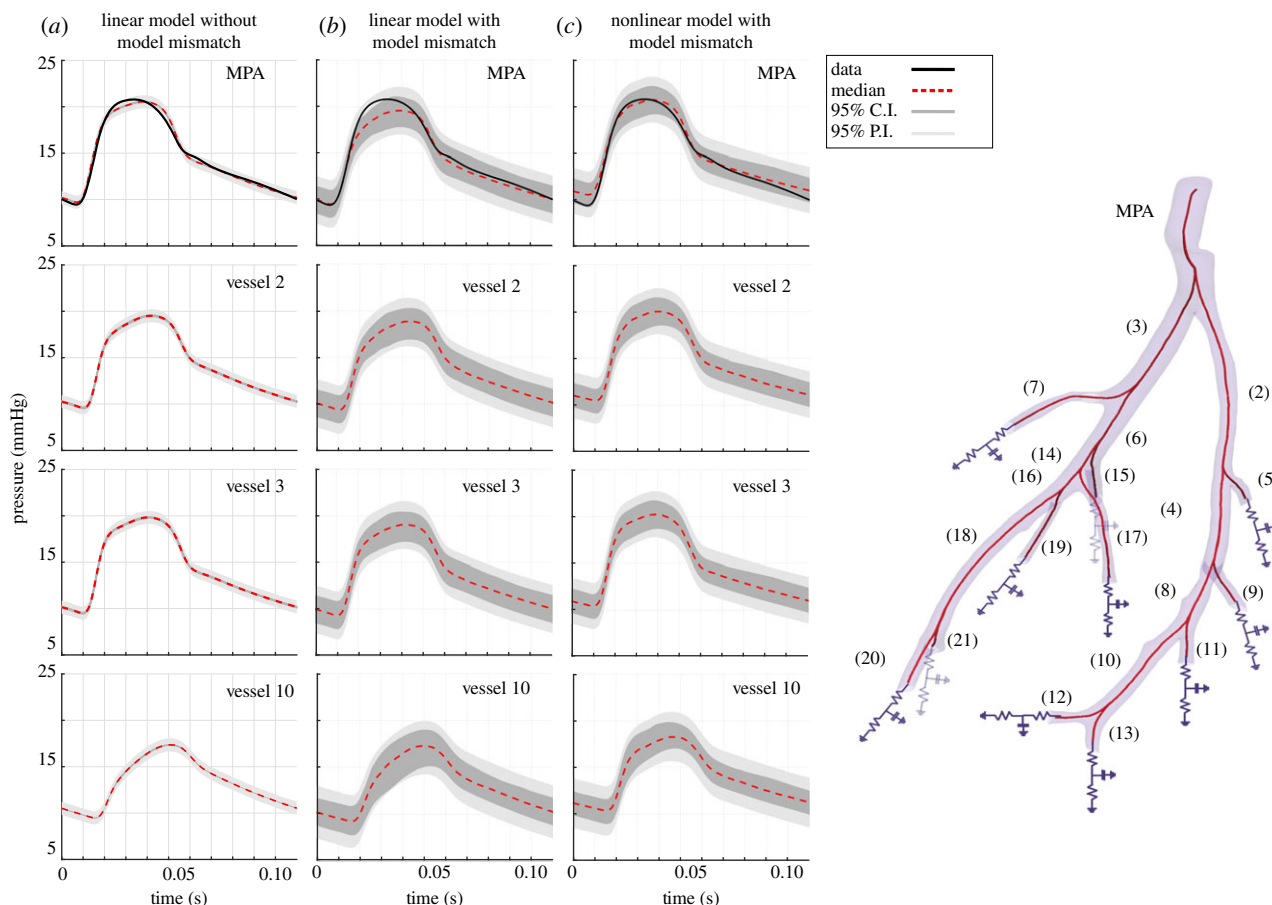 (a) linear model without
model mismatch
(b) linear model with
model mismatch
(c) nonlinear model with
model mismatch
MPA
MPA
MPA
data
median
95% C.I.
95% P.I.
25
15
5
vessel 2
vessel 2
vessel 2
25
15
5
vessel 3
vessel 3
vessel 3
25
15
5
vessel 10
vessel 10
vessel 10
25
15
5
pressure (mmHg)
0 0.05 0.10
0 0.05 0.10
0 0.05 0.10
time (s)
time (s)
time (s)
MPA
(3)
(7)
(2)
(6)
(14)
(16)
(15)
(5
(4)
(18)
(17)
(19)
(8)
(9)
(21)
(20)
(10)
(11)
(12)
(13)